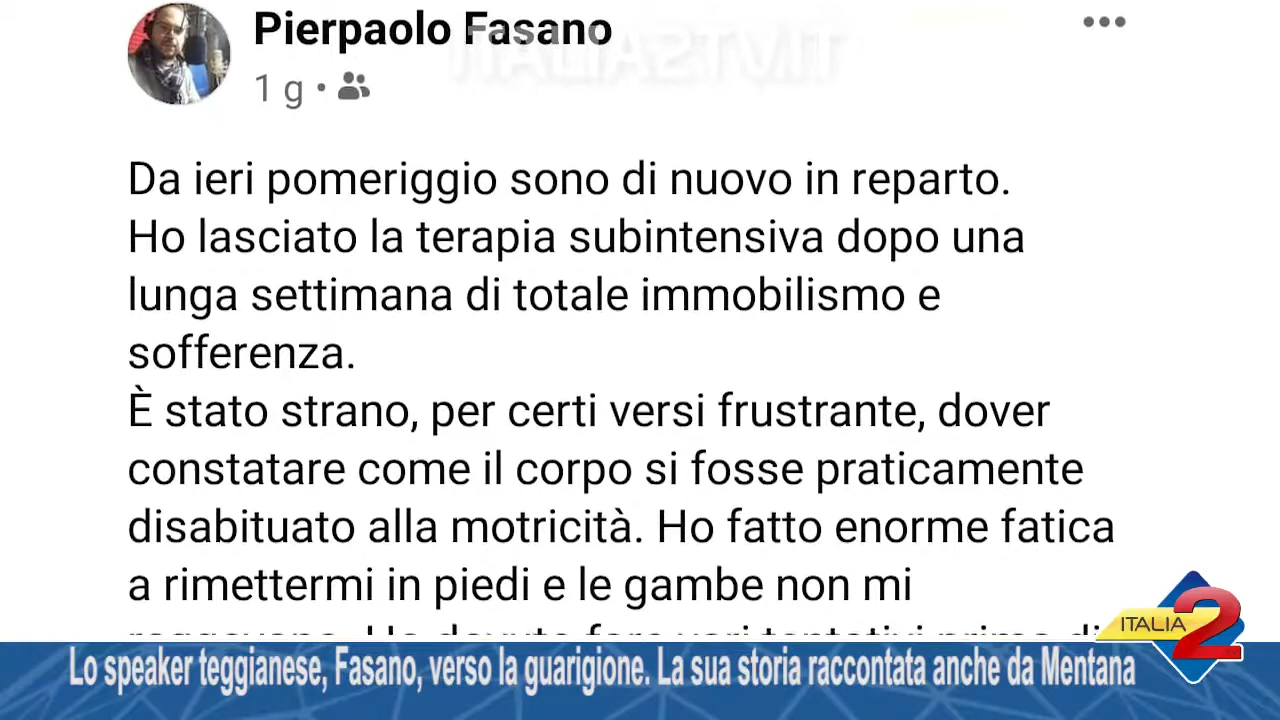 Pierpaolo Fasano
ITALIA2TV.IT
1 g
Da ieri pomeriggio sono di nuovo in reparto.
Ho lasciato la terapia subintensiva dopo una
lunga settimana di totale immobilismo e
sofferenza.
È stato strano, per certi versi frustrante, dover
constatare come il corpo si fosse praticamente
disabituato alla motricità. Ho fatto enorme fatica
a rimettermi in piedi e le gambe non mi
ITALIA 2
Lo speaker teggianese, Fasano, verso la guarigione. La sua storia raccontata anche da Mentana